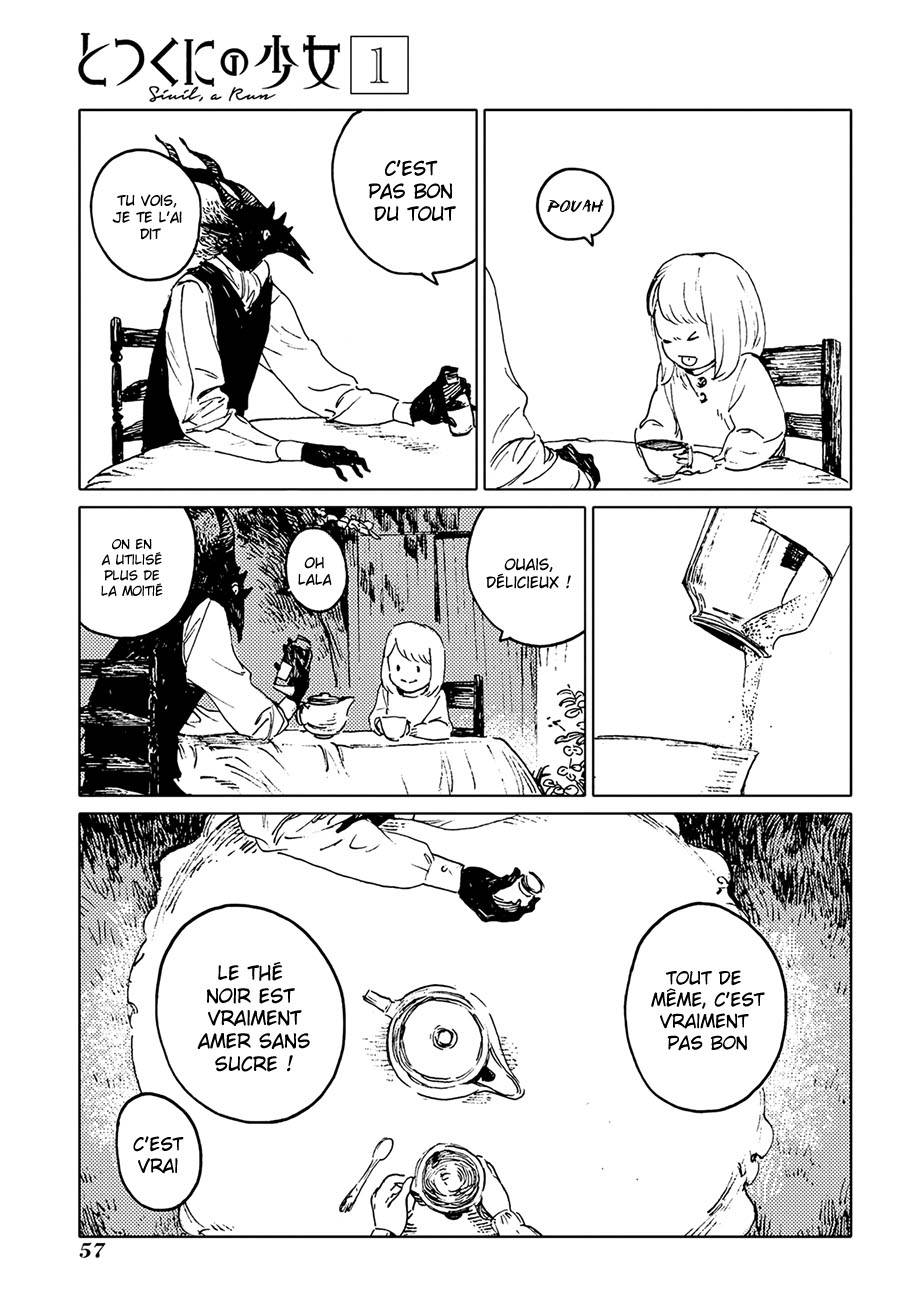 とつくにの少女 1
Siúil, a Run
POUAH
C'EST
PAS BON
DU TOUT
TU VOIS,
JE TE L'AI
DIT
OUAIS,
DÉLICIEUX !
OH
LALA
ON EN
A UTILISÉ
PLUS DE
LA MOITIÉ
TOUT DE
MÊME, C'EST
VRAIMENT
PAS BON
LE THÉ
NOIR EST
VRAIMENT
AMER SANS
SUCRE !
C'EST
VRAI
57